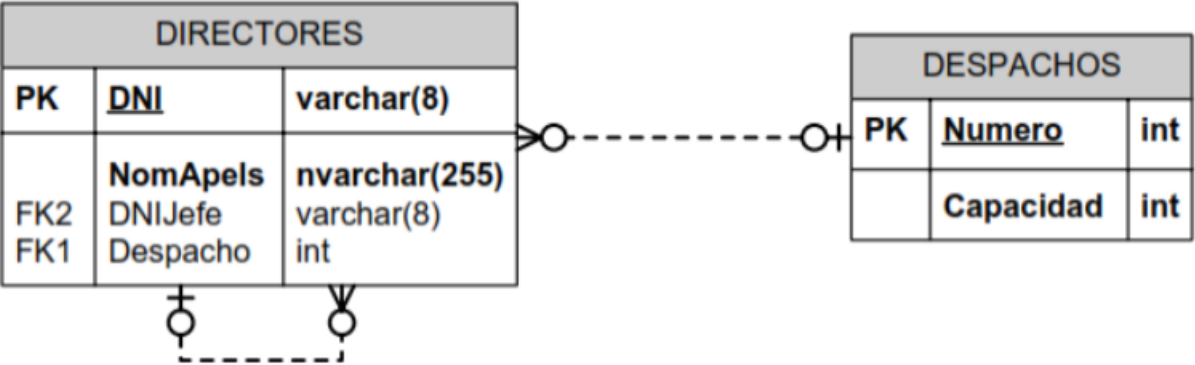 DIRECTORES
PK DNI varchar(8)
NomApels nvarchar(255)
FK2 DNIJefe varchar(8)
FK1 Despacho int
DESPACHOS
PK Numero int
Capacidad int